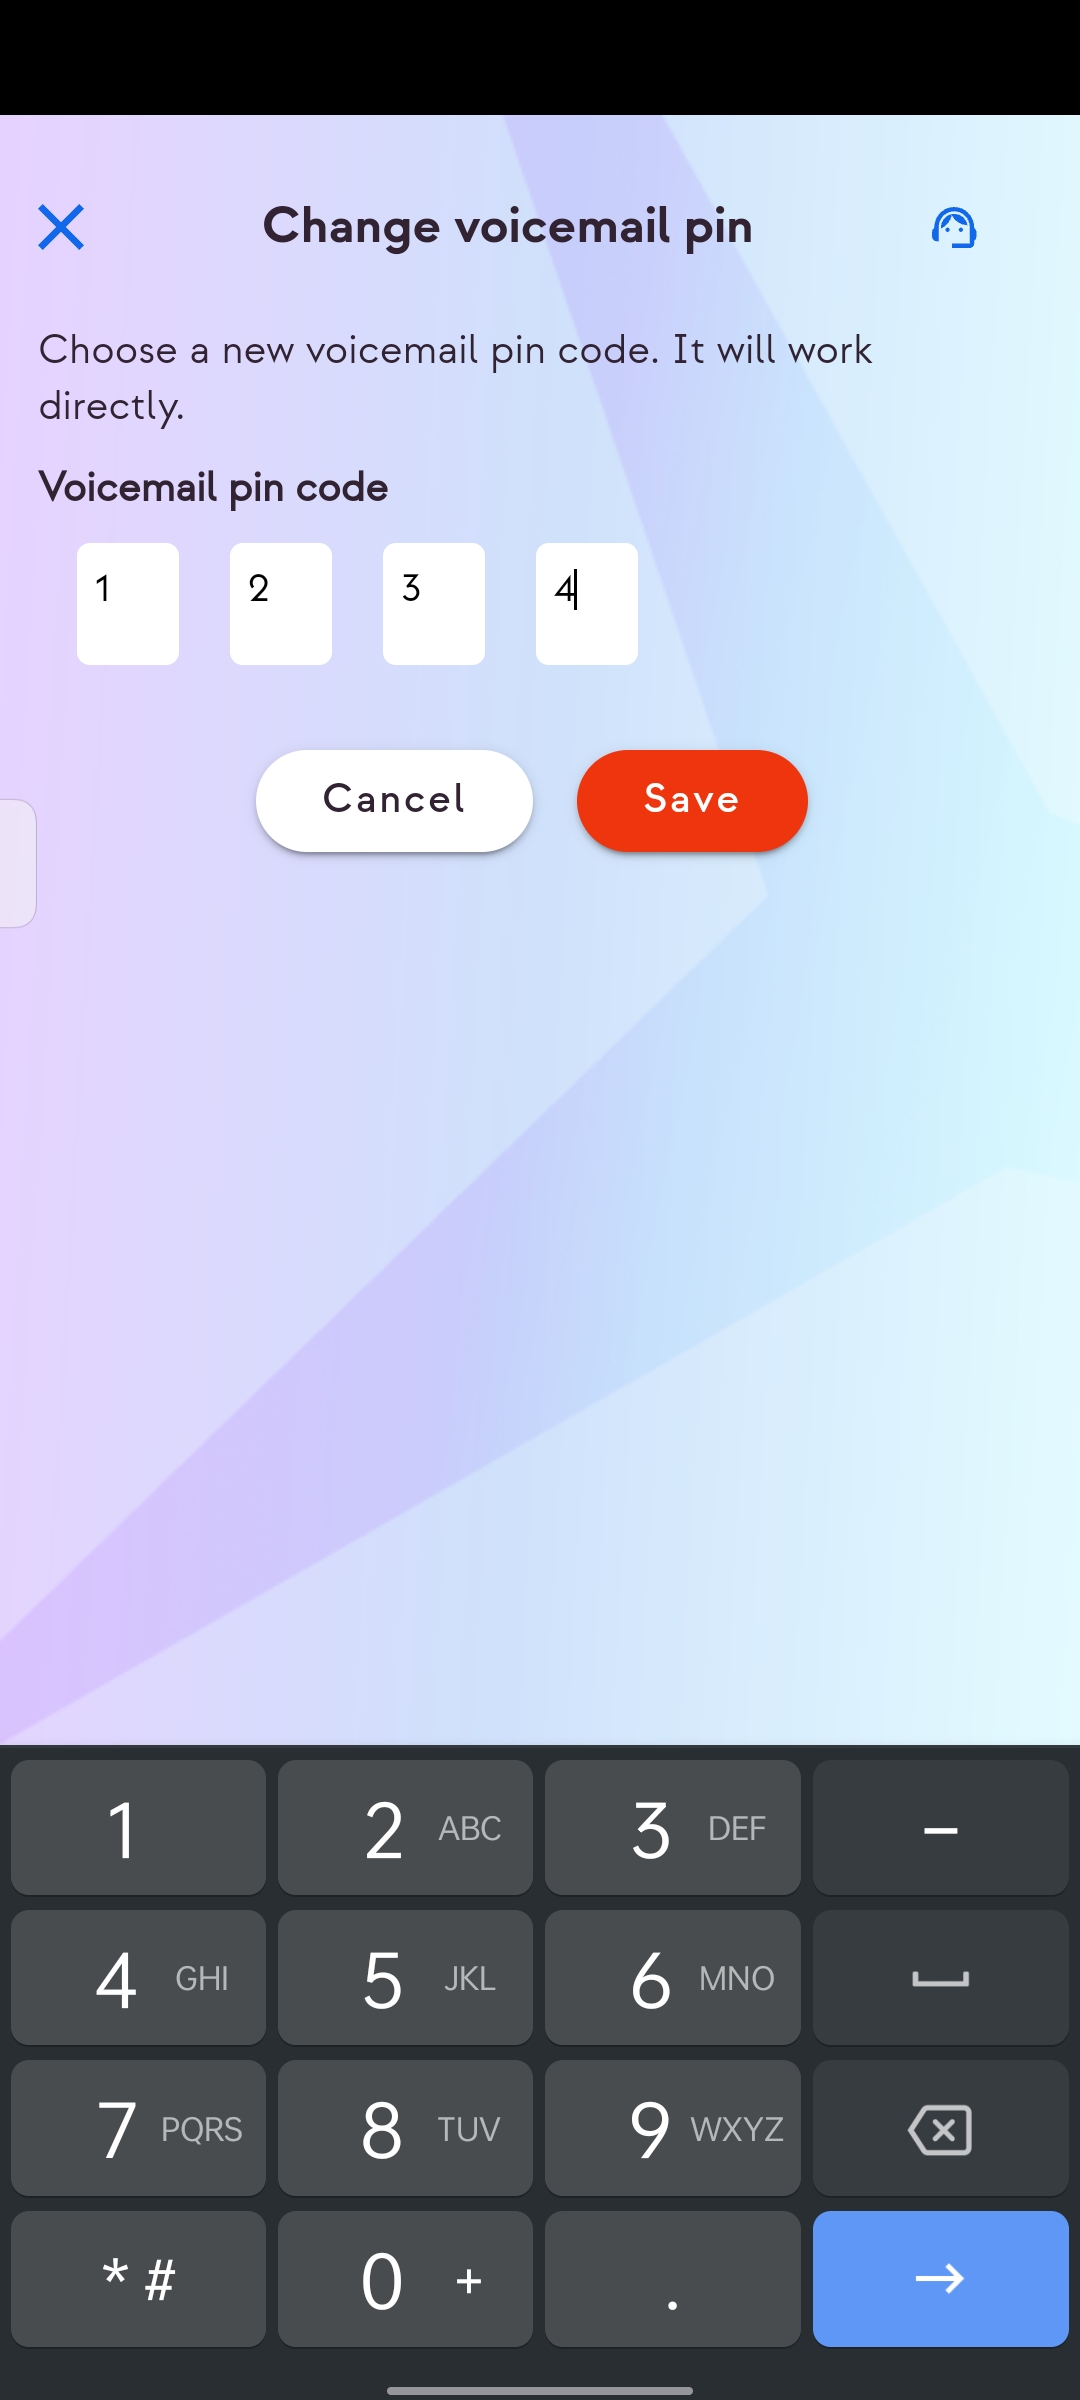 Change voicemail pin
Choose a new voicemail pin code. It will work
directly.
Voicemail pin code
1 2 3 4
Cancel Save
1 2 ABC 3 DEF –
4 GHI 5 JKL 6 MNO
7 PQRS 8 TUV 9 WXYZ
* # 0 + .